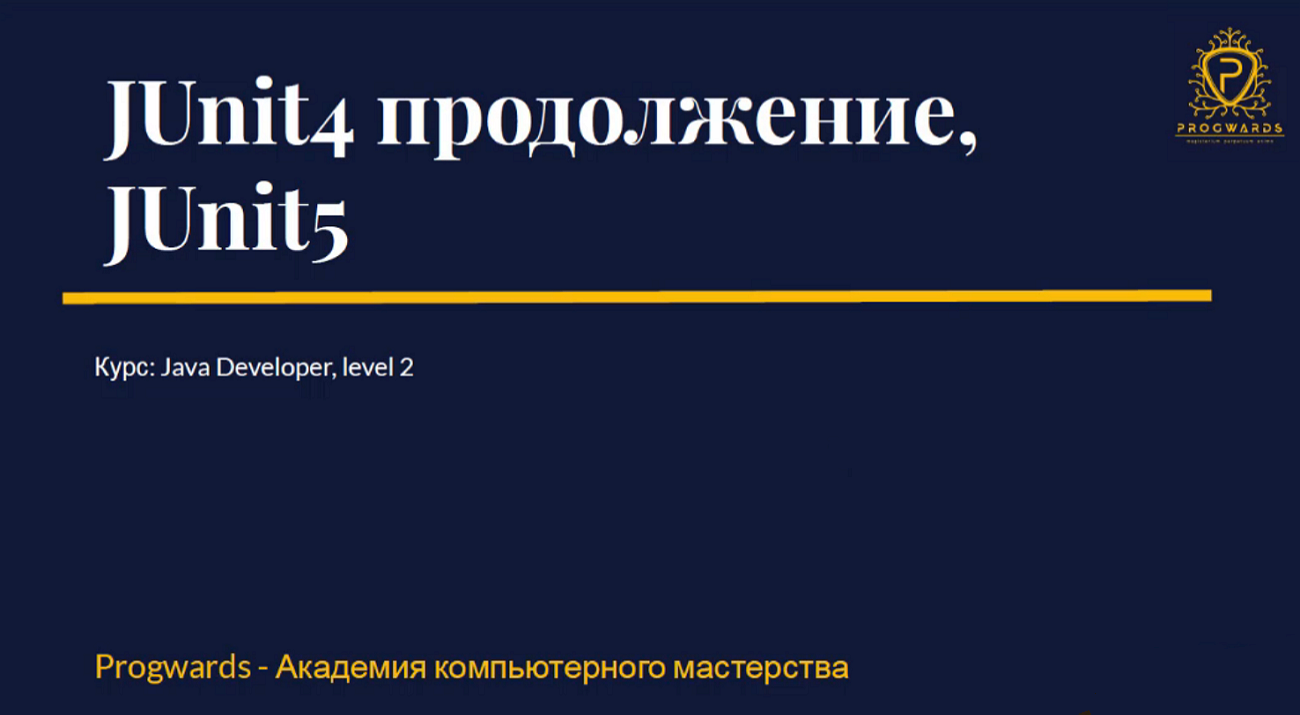 JUnit4 продолжение,
JUnit5
PROGWARDS
Курс: Java Developer, level 2
Progwards - Академия компьютерного мастерства